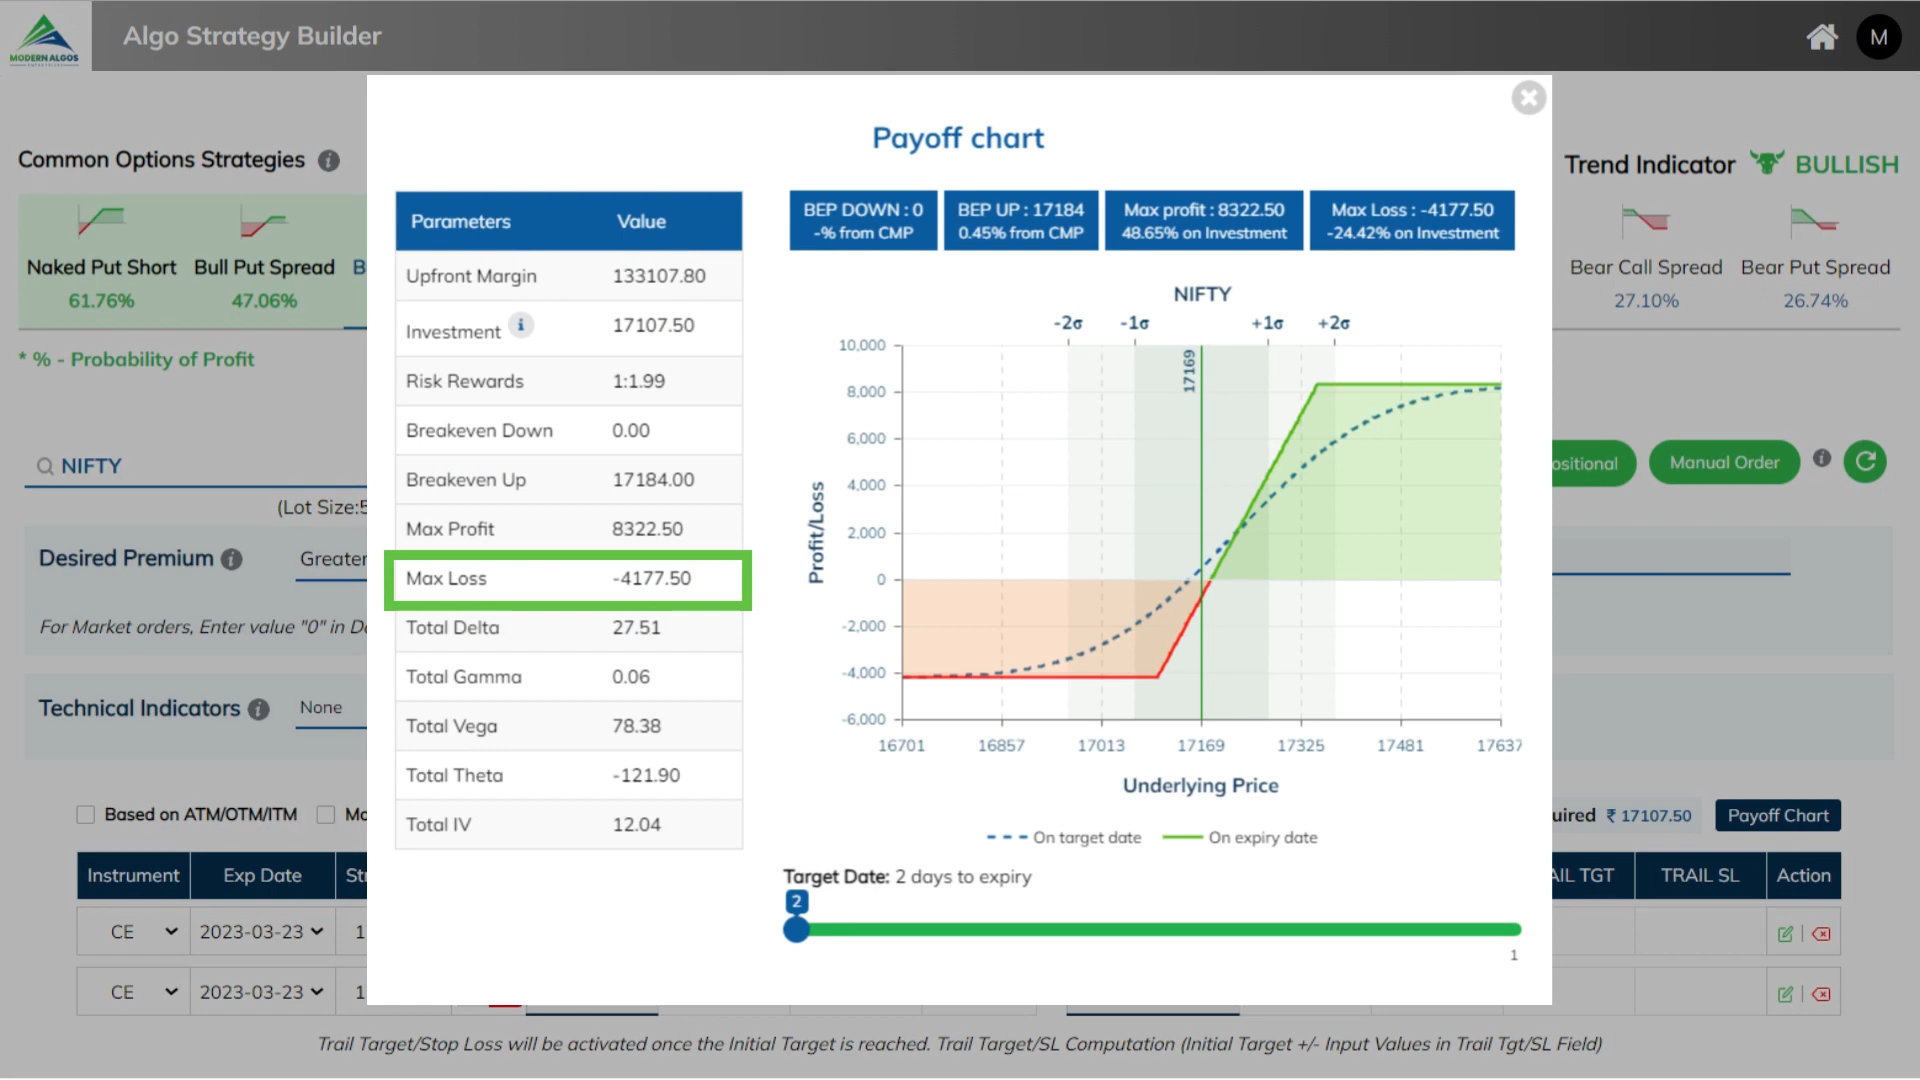 MODERN ALGOS
Algo Strategy Builder
M
Common Options Strategies i
Naked Put Short
61.76%
Bull Put Spread
47.06%
B
* % - Probability of Profit
Trend Indicator BULLISH
Bear Call Spread
27.10%
Bear Put Spread
26.74%
NIFTY
(Lot Size:5
ositional
Manual Order
i
Desired Premium i Greater
For Market orders, Enter value "0" in De
Technical Indicators i None
Based on ATM/OTM/ITM
Mo
uired ₹ 17107.50
Payoff Chart
Instrument Exp Date Str
AIL TGT TRAIL SL Action
CE 2023-03-23 1
CE 2023-03-23 1
Trail Target/Stop Loss will be activated once the Initial Target is reached. Trail Target/SL Computation (Initial Target +/- Input Values in Trail Tgt/SL Field)
Payoff chart
Parameters Value
Upfront Margin 133107.80
Investment i 17107.50
Risk Rewards 1:1.99
Breakeven Down 0.00
Breakeven Up 17184.00
Max Profit 8322.50
Max Loss -4177.50
Total Delta 27.51
Total Gamma 0.06
Total Vega 78.38
Total Theta -121.90
Total IV 12.04
BEP DOWN : 0
-% from CMP
BEP UP : 17184
0.45% from CMP
Max profit : 8322.50
48.65% on Investment
Max Loss : -4177.50
-24.42% on Investment
NIFTY
-2σ -1σ +1σ +2σ
17169
10,000
8,000
6,000
4,000
2,000
0
-2,000
-4,000
-6,000
Profit/Loss
16701 16857 17013 17169 17325 17481 17637
Underlying Price
On target date On expiry date
Target Date: 2 days to expiry
2
1